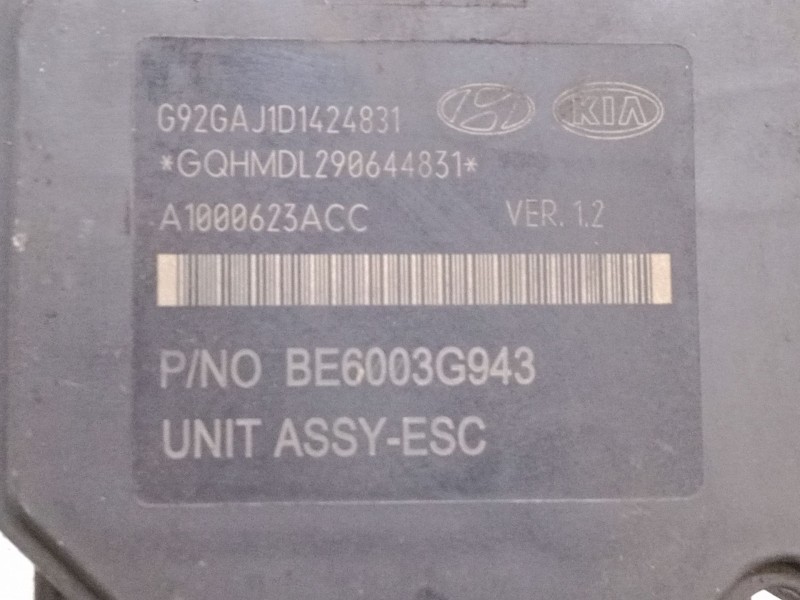 G92GAJ1D1424831 KIA
*GQHMDL290644831*
A1000623ACC VER. 1.2
P/NO BE6003G943
UNIT ASSY-ESC